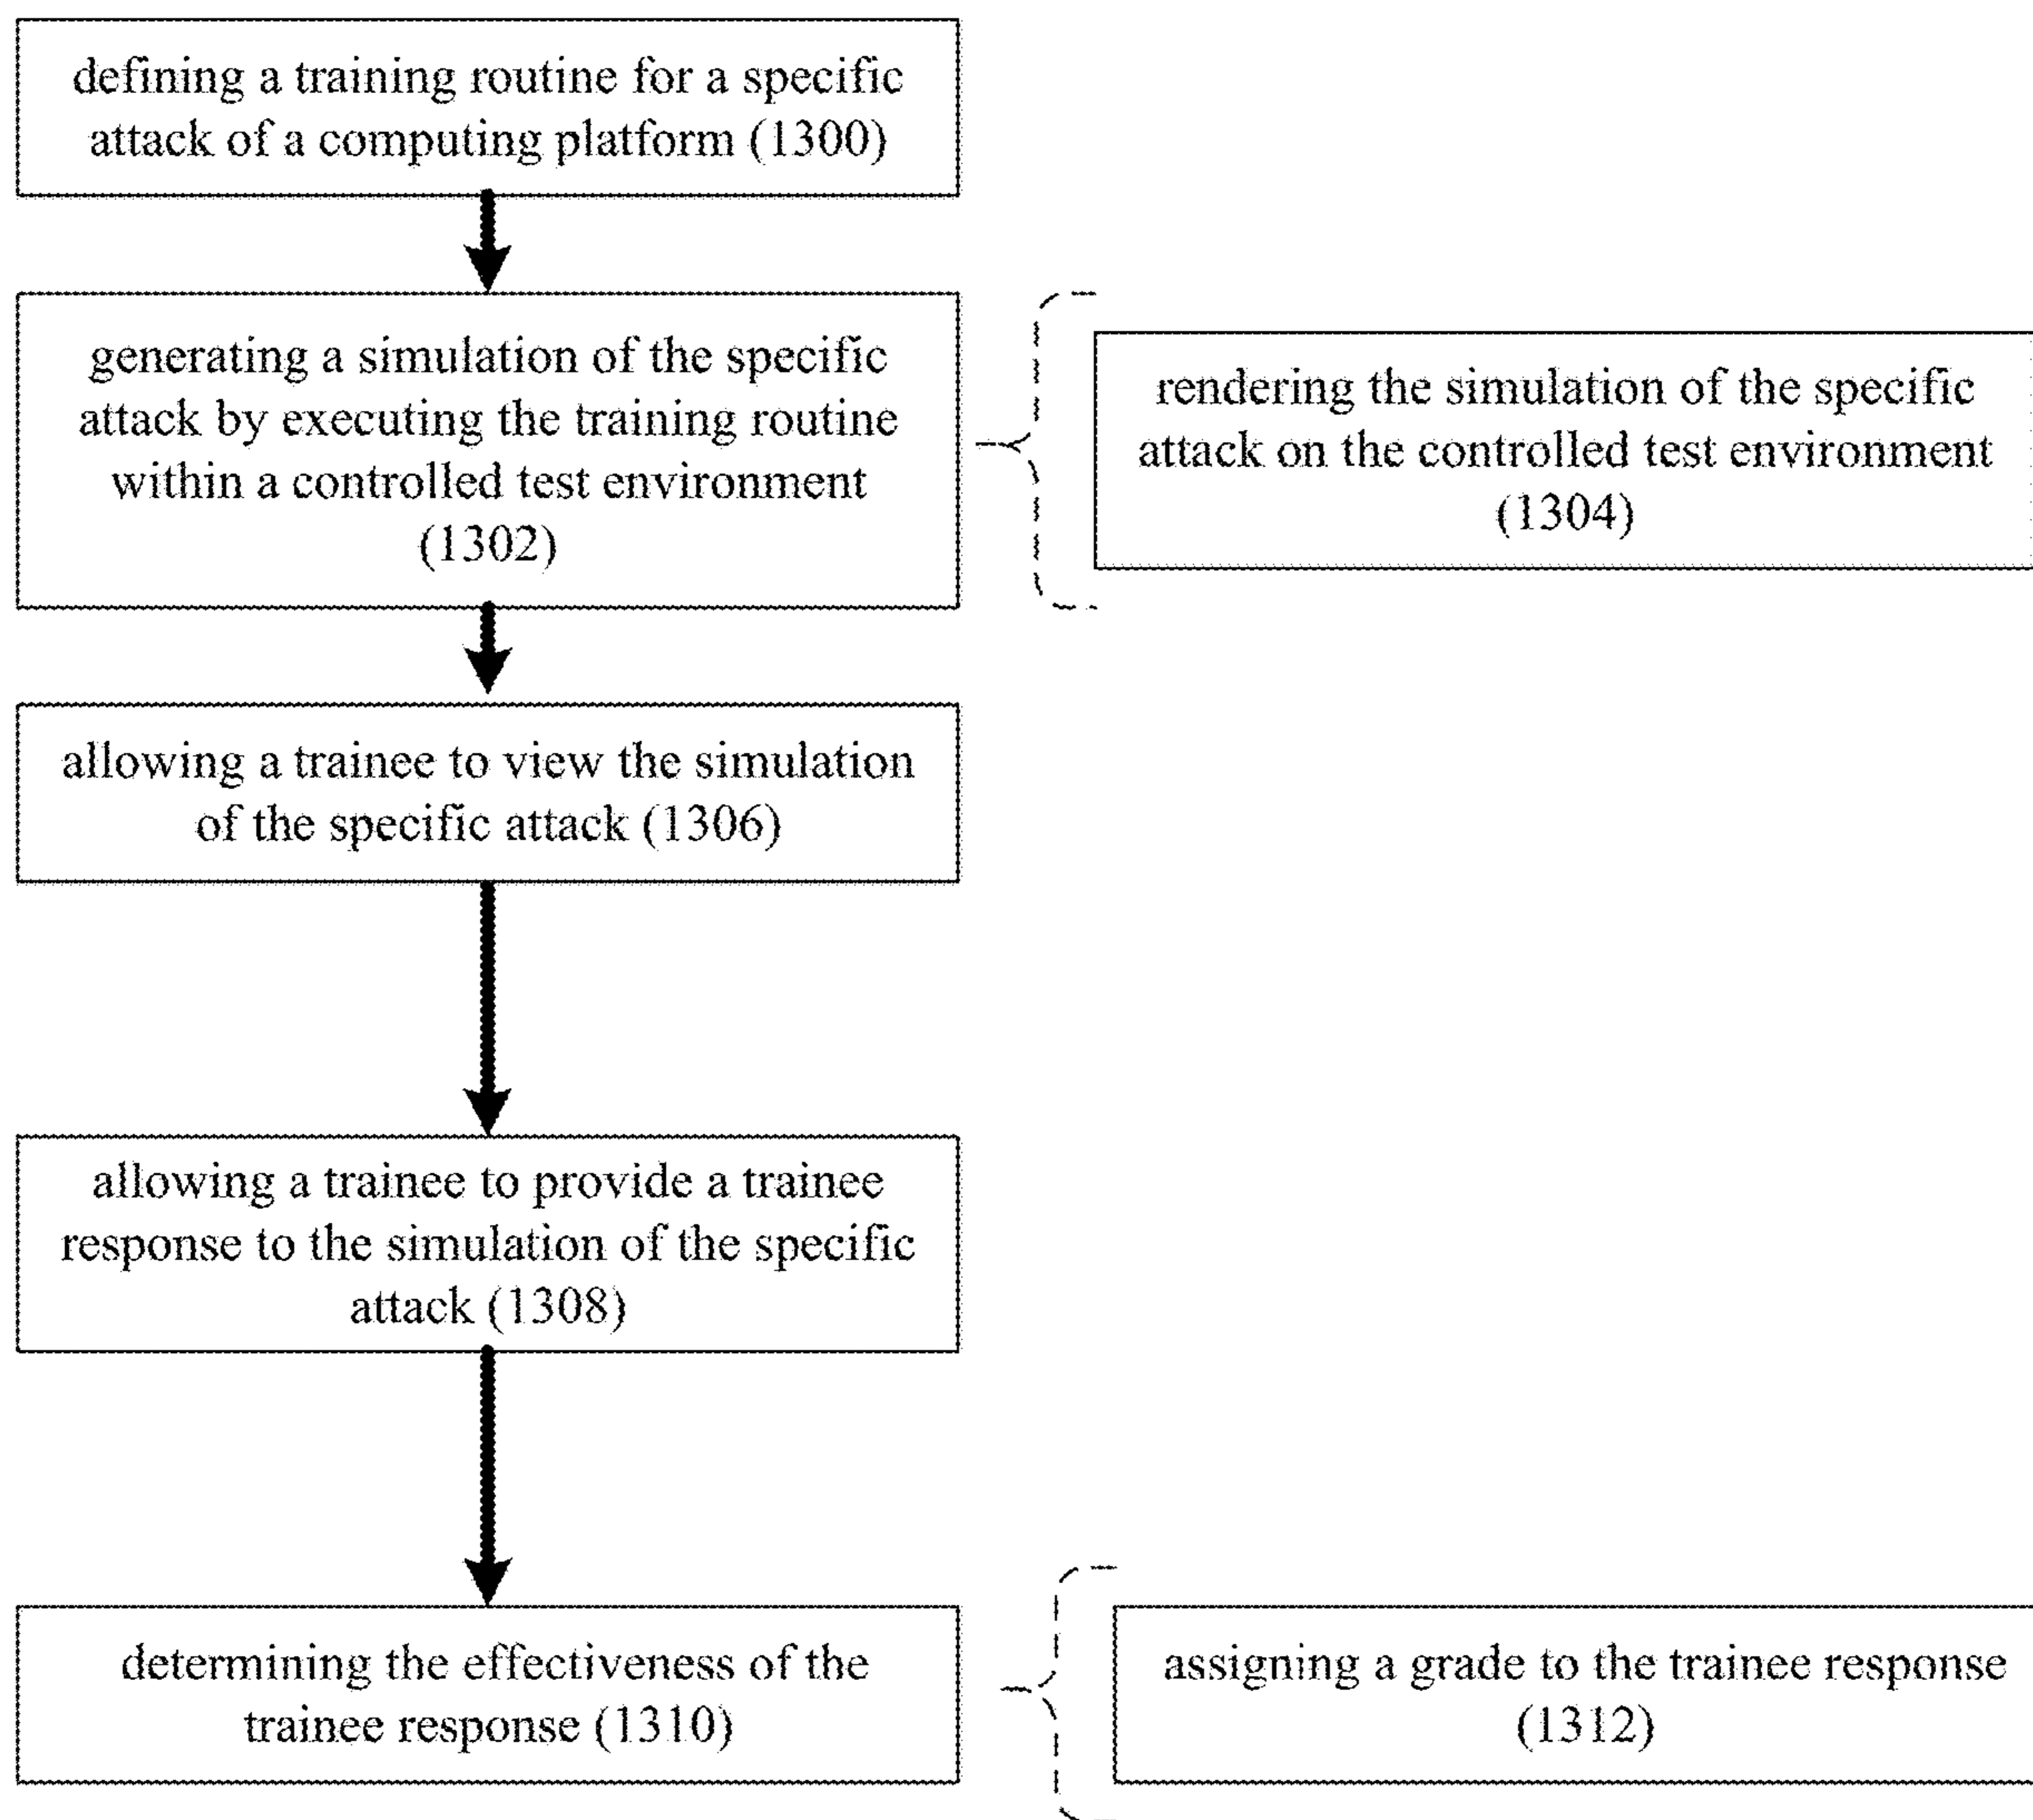 defining a training routine for a specific
attack of a computing platform (1300)
generating a simulation of the specific
attack by executing the training routine
within a controlled test environment
(1302)
rendering the simulation of the specific
attack on the controlled test environment
(1304)
allowing a trainee to view the simulation
of the specific attack (1306)
allowing a trainee to provide a trainee
response to the simulation of the specific
attack (1308)
determining the effectiveness of the
trainee response (1310)
assigning a grade to the trainee response
(1312)